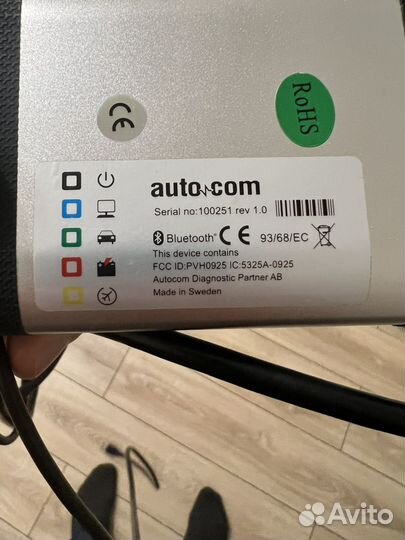 CE
RoHS
auto com
Serial no:100251 rev 1.0
Bluetooth® CE 93/68/EC
This device contains
FCC ID:PVH0925 IC:5325A-0925
Autocom Diagnostic Partner AB
Made in Sweden
Avito